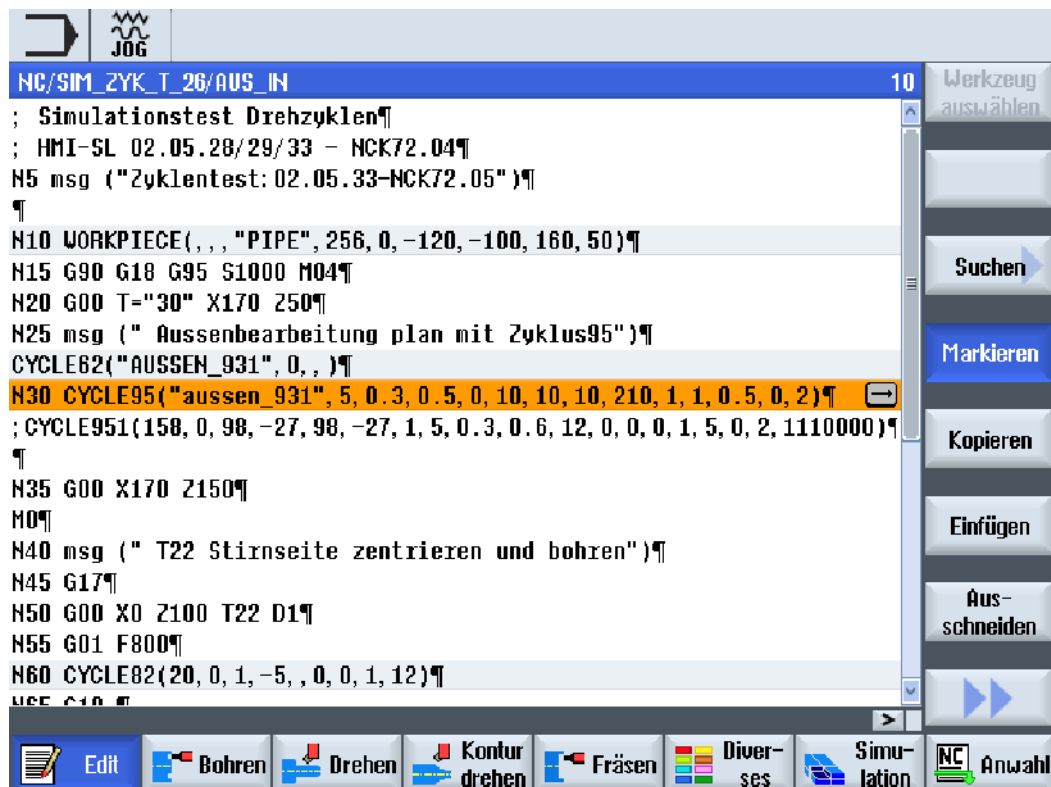 JOG
NC/SIM_ZYK_T_26/AUS_IN 10
; Simulationstest Drehzyklen¶
; HMI-SL 02.05.28/29/33 - NCK72.04¶
N5 msg ("Zyklentest: 02.05.33-NCK72.05")¶
¶
N10 WORKPIECE(,,,"PIPE",256,0,-120,-100,160,50)¶
N15 G90 G18 G95 S1000 M04¶
N20 G00 T="30" X170 Z50¶
N25 msg (" Aussenbearbeitung plan mit Zyklus95")¶
CYCLE62("AUSSEN_931",0,,)¶
N30 CYCLE95("aussen_931",5,0.3,0.5,0,10,10,10,210,1,1,0.5,0,2)¶
;CYCLE951(158,0,98,-27,98,-27,1,5,0.3,0.6,12,0,0,0,1,5,0,2,1110000)¶
¶
N35 G00 X170 Z150¶
M0¶
N40 msg (" T22 Stirnseite zentrieren und bohren")¶
N45 G17¶
N50 G00 X0 Z100 T22 D1¶
N55 G01 F800¶
N60 CYCLE82(20,0,1,-5,,0,0,1,12)¶
Werkzeug
auswählen
Suchen
Markieren
Kopieren
Einfügen
Aus-
schneiden
Edit
Bohren
Drehen
Kontur
drehen
Fräsen
Diver-
ses
Simu-
lation
NC Anwahl